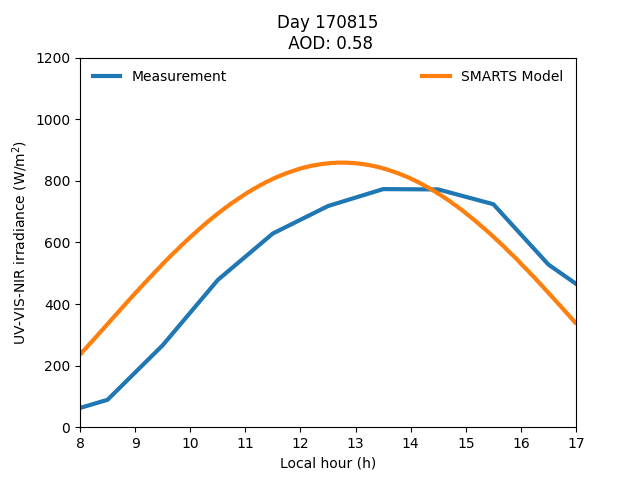 Day 170815
AOD: 0.58
Measurement
SMARTS Model
UV-VIS-NIR irradiance (W/m²)
1200
1000
800
600
400
200
0
8 9 10 11 12 13 14 15 16 17
Local hour (h)